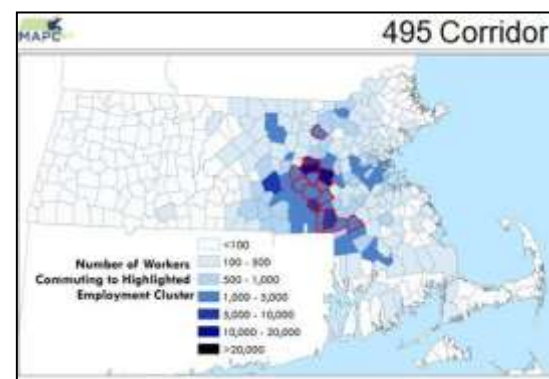 MAPC
495 Corridor
Number of Workers
Commuting to Highlighted
Employment Cluster
<100
100 - 500
500 - 1,000
1,000 - 5,000
5,000 - 10,000
10,000 - 20,000
>20,000